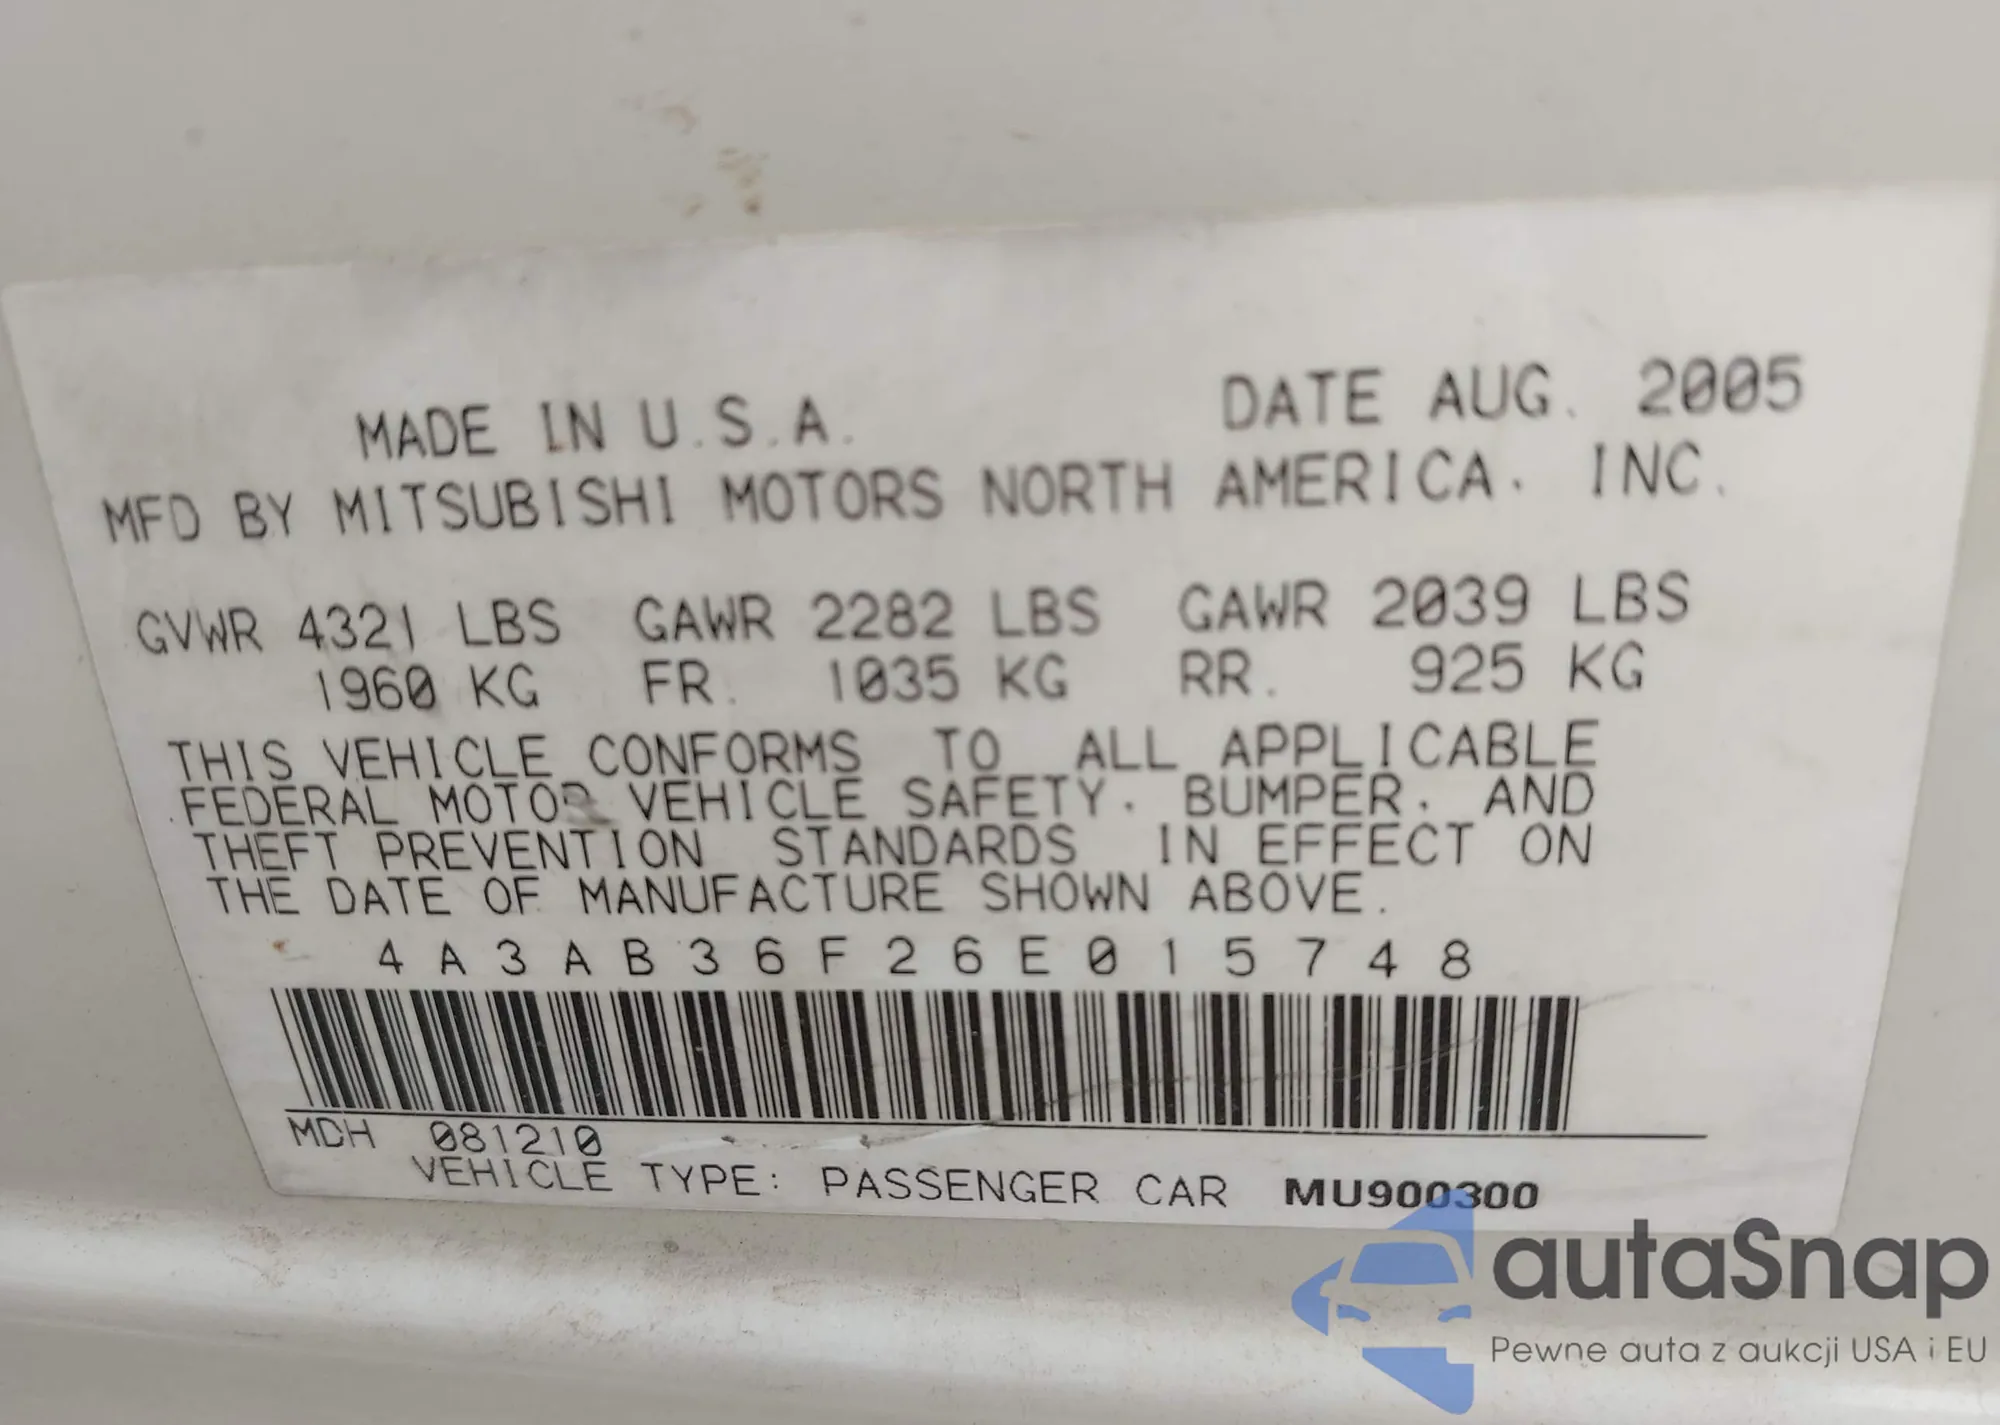 MADE IN U.S.A. DATE AUG. 2005
MFD BY MITSUBISHI MOTORS NORTH AMERICA, INC.
GVWR 4321 LBS GAWR 2282 LBS GAWR 2039 LBS
1960 KG FR. 1035 KG RR. 925 KG
THIS VEHICLE CONFORMS TO ALL APPLICABLE
FEDERAL MOTOR VEHICLE SAFETY, BUMPER, AND
THEFT PREVENTION STANDARDS IN EFFECT ON
THE DATE OF MANUFACTURE SHOWN ABOVE.
4A3AB36F26E015748
MDH 081210
VEHICLE TYPE: PASSENGER CAR MU900300
autaSnap
Pewne auta z aukcji USA i EU